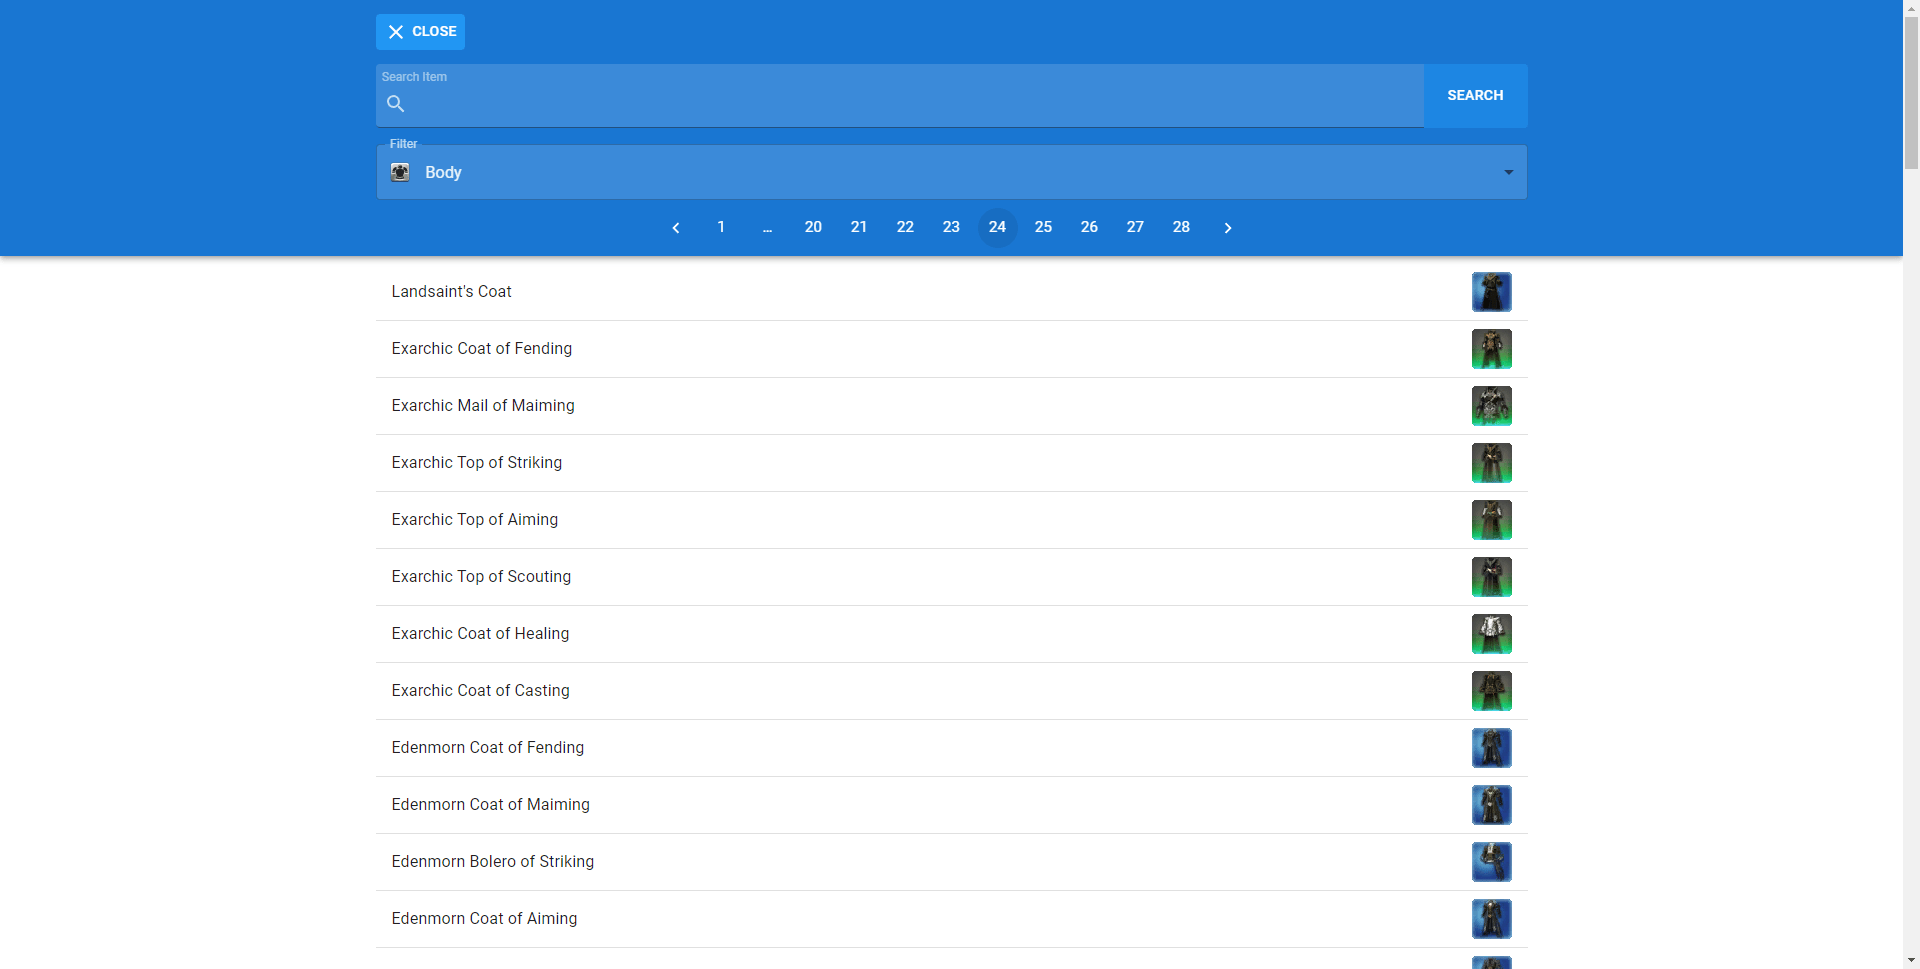 CLOSE
Search Item
SEARCH
Filter
Body
1 ... 20 21 22 23 24 25 26 27 28
Landsaint's Coat
Exarchic Coat of Fending
Exarchic Mail of Maiming
Exarchic Top of Striking
Exarchic Top of Aiming
Exarchic Top of Scouting
Exarchic Coat of Healing
Exarchic Coat of Casting
Edenmorn Coat of Fending
Edenmorn Coat of Maiming
Edenmorn Bolero of Striking
Edenmorn Coat of Aiming